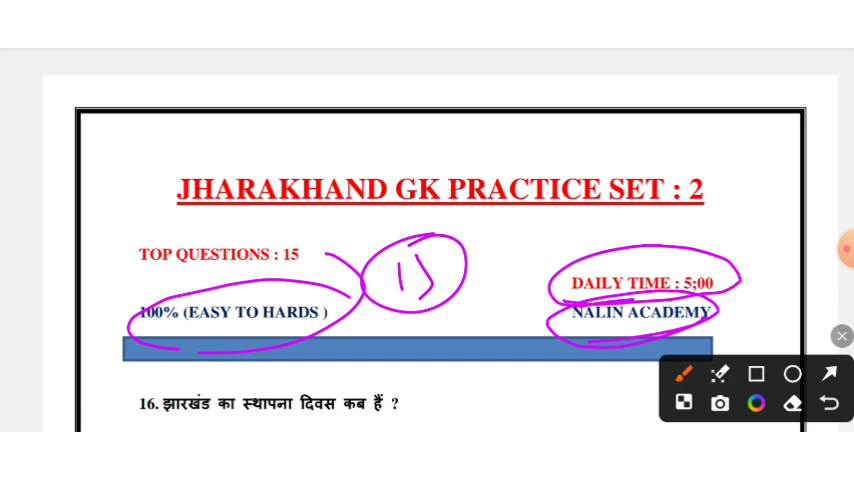 JHARAKHAND GK PRACTICE SET : 2
TOP QUESTIONS : 15
15
DAILY TIME : 5;00
100% (EASY TO HARDS )
NALIN ACADEMY
16. झारखंड का स्थापना दिवस कब हैं ?